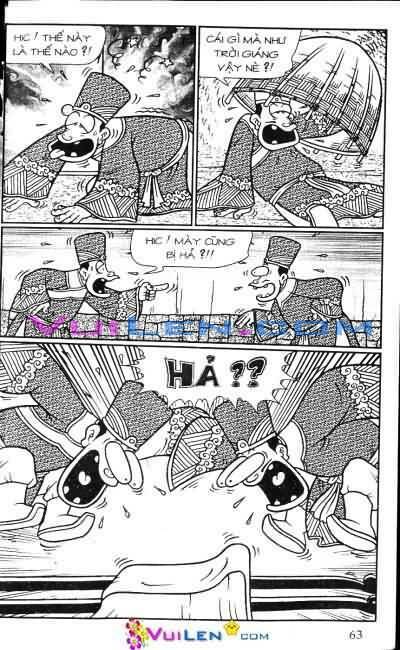 HIC ! THẾ NÀY
LÀ THẾ NÀO ?!
CÁI GÌ MÀ NHƯ
TRỜI GIÁNG
VẬY NÈ ?!
HIC ! MÀY CŨNG
BỊ HẢ ?!!
VUILEN.COM
HẢ ??
63
VUILEN.COM